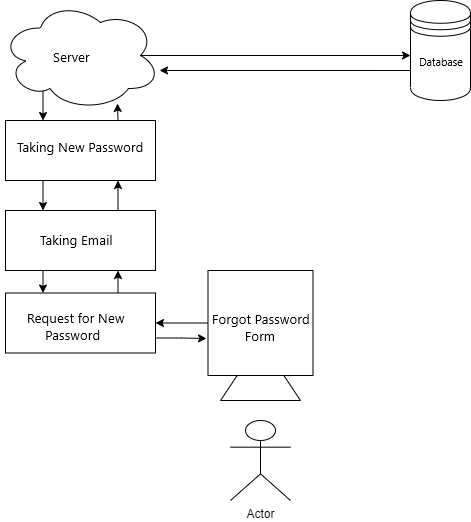 Server
Database
Taking New Password
Taking Email
Request for New
Password
Forgot Password
Form
Actor